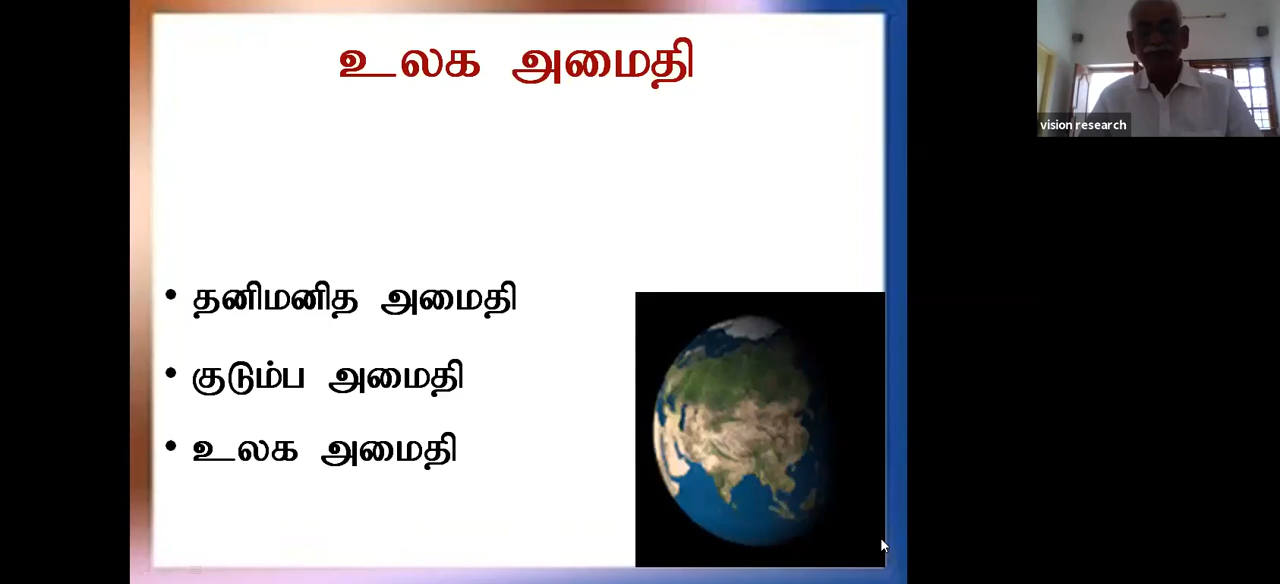 உலக அமைதி
vision research
• தனிமனித அமைதி
• குடும்ப அமைதி
• உலக அமைதி